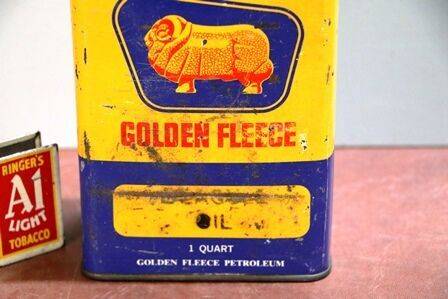 GOLDEN FLEECE
OIL
1 QUART
GOLDEN FLEECE PETROLEUM
RINGER'S
A1
LIGHT
TOBACCO